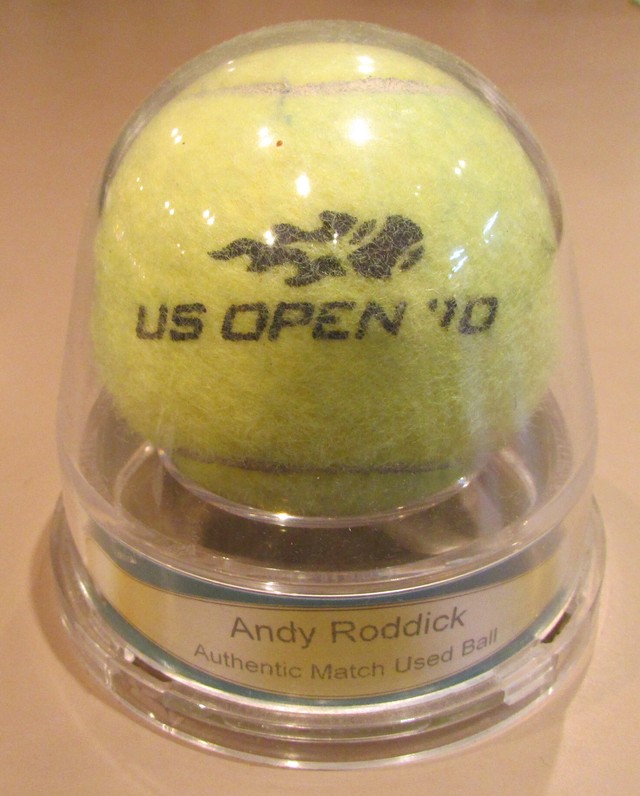 US OPEN '10
Andy Roddick
Authentic Match Used Ball